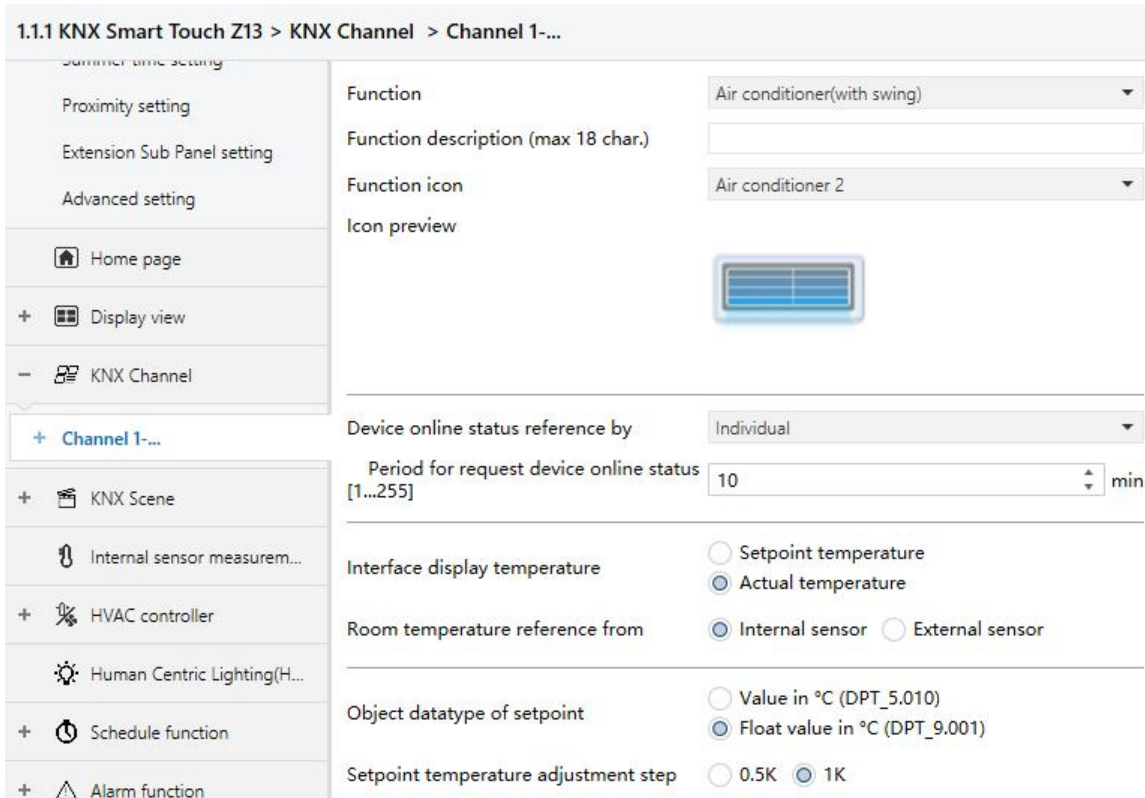 1.1.1 KNX Smart Touch Z13 > KNX Channel > Channel 1-...
Summer time setting
Proximity setting
Extension Sub Panel setting
Advanced setting
Home page
+ Display view
− KNX Channel
+ Channel 1-...
+ KNX Scene
Internal sensor measurem...
+ HVAC controller
Human Centric Lighting(H...
+ Schedule function
+ Alarm function
Function Air conditioner(with swing)
Function description (max 18 char.)
Function icon Air conditioner 2
Icon preview
Device online status reference by Individual
Period for request device online status
[1...255] 10 min
Interface display temperature Setpoint temperature
Actual temperature
Room temperature reference from Internal sensor External sensor
Object datatype of setpoint Value in °C (DPT_5.010)
Float value in °C (DPT_9.001)
Setpoint temperature adjustment step 0.5K 1K